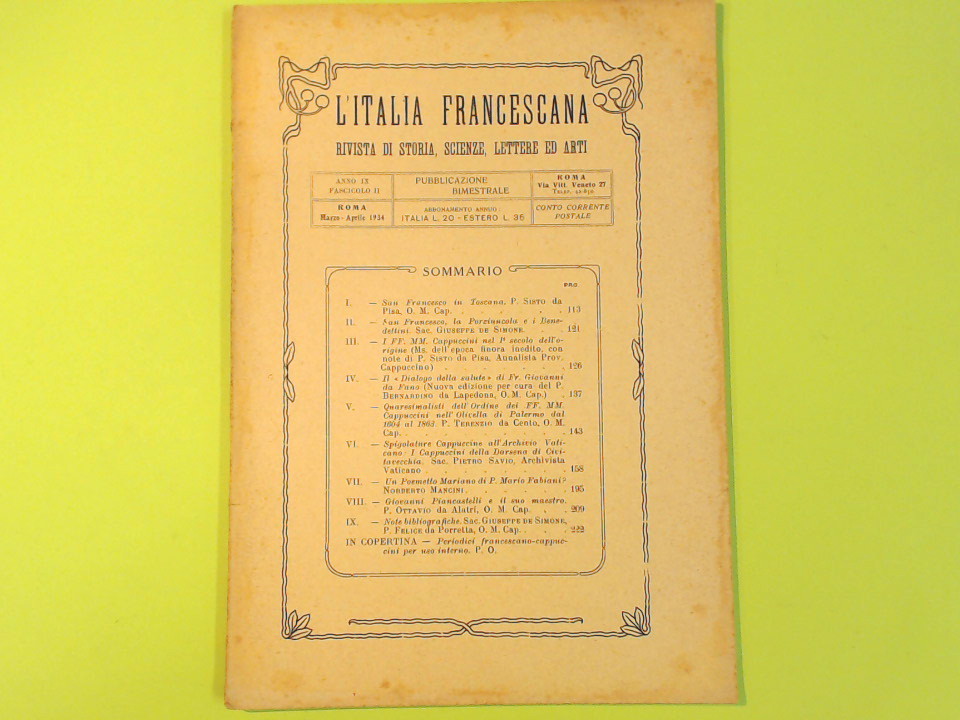 L'ITALIA FRANCESCANA
RIVISTA DI STORIA, SCIENZE, LETTERE ED ARTI
ANNO IX
FASCICOLO II
PUBBLICAZIONE
BIMESTRALE
ROMA
Via Vitt. Veneto 27
TELEF. 42-850
ROMA
Marzo - Aprile 1934
ABBONAMENTO ANNUO:
ITALIA L. 20 - ESTERO L. 35
CONTO CORRENTE
POSTALE
SOMMARIO
PAG.
I. — San Francesco in Toscana. P. SISTO da
Pisa, O. M. Cap. . . . . . . 113
II. — San Francesco, la Porziuncola e i Bene-
dettini. Sac. GIUSEPPE DE SIMONE. . . 121
III. — I FF. MM. Cappuccini nel 1º secolo dell'o-
rigine (Ms. dell'epoca finora inedito, con
note di P. SISTO da Pisa, Annalista Prov.
Cappuccino) . . . . . . . 126
IV. — Il «Dialogo della salute» di Fr. Giovanni
da Fano (Nuova edizione per cura del P.
BERNARDINO da Lapedona, O. M. Cap.) . 137
V. — Quaresimalisti dell'Ordine dei FF. MM.
Cappuccini nell'Olivella di Palermo dal
1604 al 1863. P. TERENZIO da Cento, O. M.
Cap. . . . . . . . . 143
VI. — Spigolature Cappuccine all'Archivio Vati-
cano: I Cappuccini della Darsena di Civi-
tavecchia. Sac. PIETRO SAVIO, Archivista
Vaticano . . . . . . . . 158
VII. — Un Poemetto Mariano di P. Mario Fabiani?
NORBERTO MANCINI . . . . . . 195
VIII. — Giovanni Piancastelli e il suo maestro.
P. OTTAVIO da Alatri, O. M. Cap. . . 209
IX. — Note bibliografiche. Sac. GIUSEPPE DE SIMONE,
P. FELICE da Porretta, O. M. Cap. . . . 222
IN COPERTINA — Periodici francescano-cappuc-
cini per uso interno. P. O.